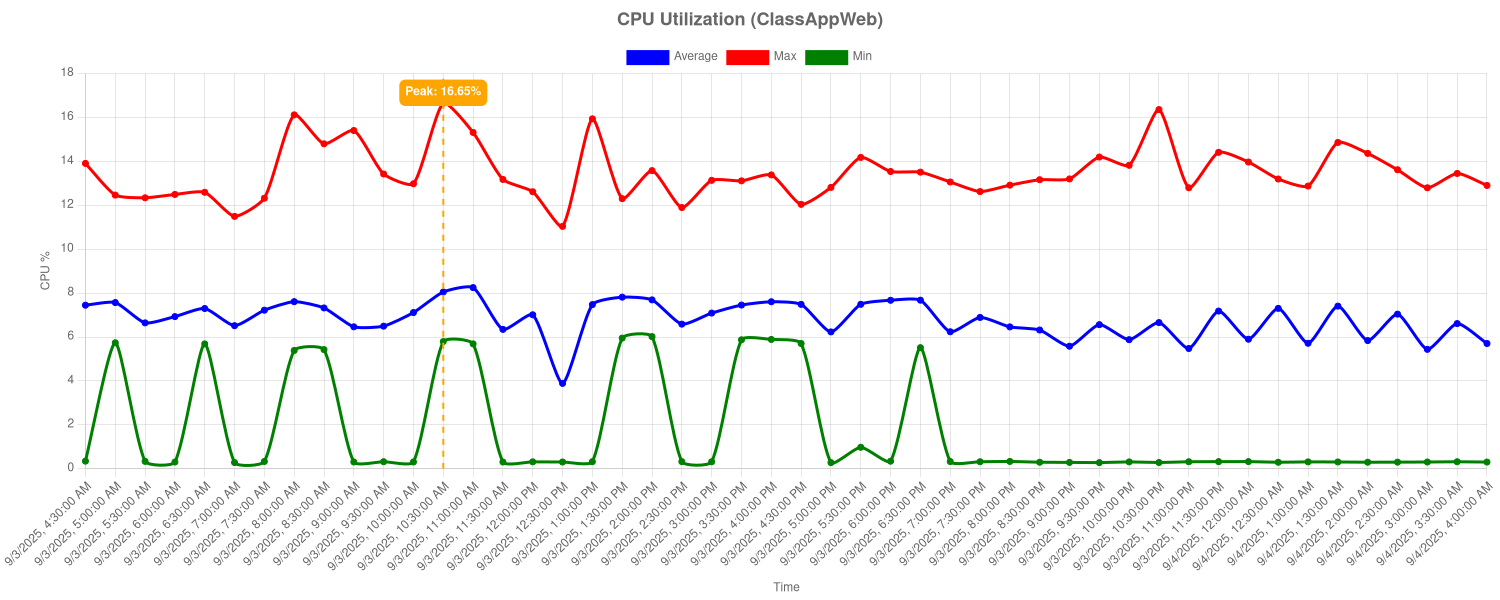 CPU Utilization (ClassAppWeb)
Average Max Min
Peak: 16.65%
18
16
14
12
10
8
6
4
2
0
CPU %
9/3/2025, 4:30:00 AM
9/3/2025, 5:00:00 AM
9/3/2025, 5:30:00 AM
9/3/2025, 6:00:00 AM
9/3/2025, 6:30:00 AM
9/3/2025, 7:00:00 AM
9/3/2025, 7:30:00 AM
9/3/2025, 8:00:00 AM
9/3/2025, 8:30:00 AM
9/3/2025, 9:00:00 AM
9/3/2025, 9:30:00 AM
9/3/2025, 10:00:00 AM
9/3/2025, 10:30:00 AM
9/3/2025, 11:00:00 AM
9/3/2025, 11:30:00 AM
9/3/2025, 12:00:00 PM
9/3/2025, 12:30:00 PM
9/3/2025, 1:00:00 PM
9/3/2025, 1:30:00 PM
9/3/2025, 2:00:00 PM
9/3/2025, 2:30:00 PM
9/3/2025, 3:00:00 PM
9/3/2025, 3:30:00 PM
9/3/2025, 4:00:00 PM
9/3/2025, 4:30:00 PM
9/3/2025, 5:00:00 PM
9/3/2025, 5:30:00 PM
9/3/2025, 6:00:00 PM
9/3/2025, 6:30:00 PM
9/3/2025, 7:00:00 PM
9/3/2025, 7:30:00 PM
9/3/2025, 8:00:00 PM
9/3/2025, 8:30:00 PM
9/3/2025, 9:00:00 PM
9/3/2025, 9:30:00 PM
9/3/2025, 10:00:00 PM
9/3/2025, 10:30:00 PM
9/3/2025, 11:00:00 PM
9/3/2025, 11:30:00 PM
9/4/2025, 12:00:00 AM
9/4/2025, 12:30:00 AM
9/4/2025, 1:00:00 AM
9/4/2025, 1:30:00 AM
9/4/2025, 2:00:00 AM
9/4/2025, 2:30:00 AM
9/4/2025, 3:00:00 AM
9/4/2025, 3:30:00 AM
9/4/2025, 4:00:00 AM
Time